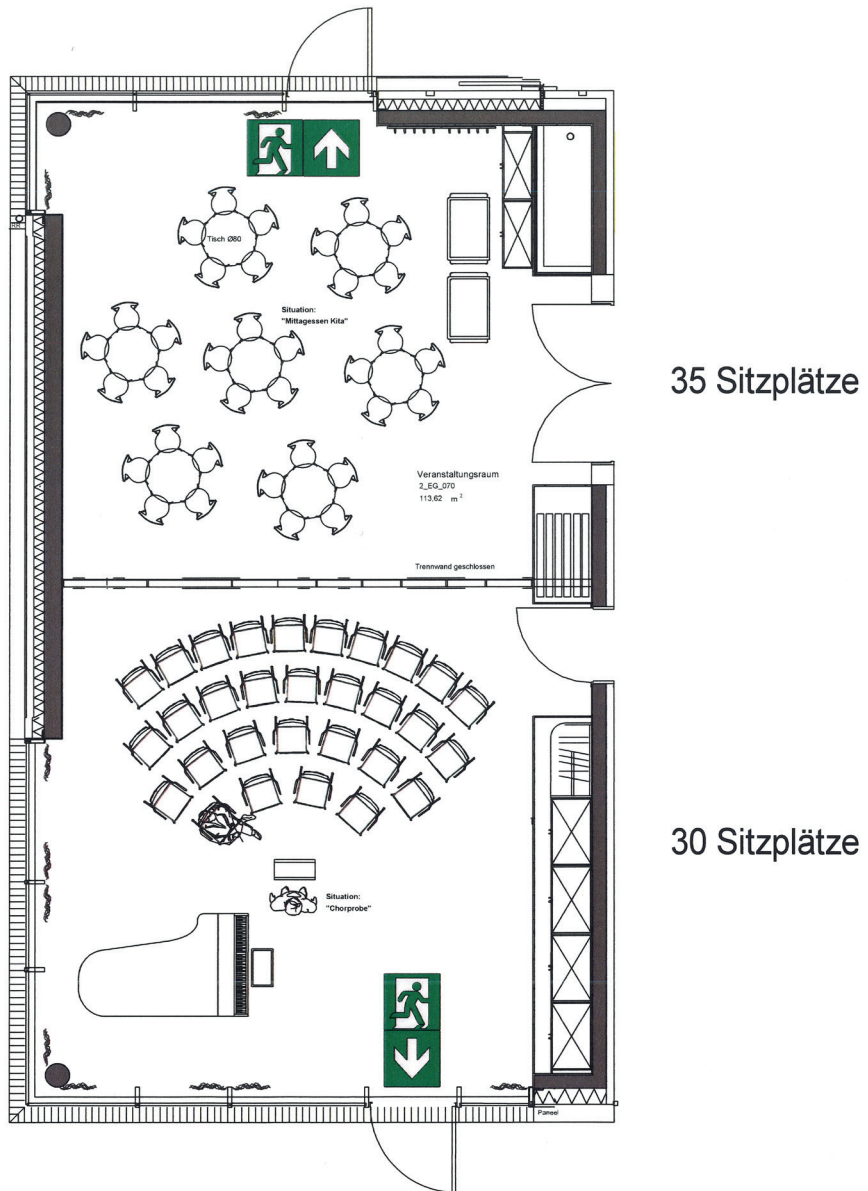 Tisch Ø80
Situation:
"Mittagessen Kita"
35 Sitzplätze
Veranstaltungsraum
2_EG_070
113,62 m²
Trennwand geschlossen
30 Sitzplätze
Situation:
"Chorprobe"
Paneel